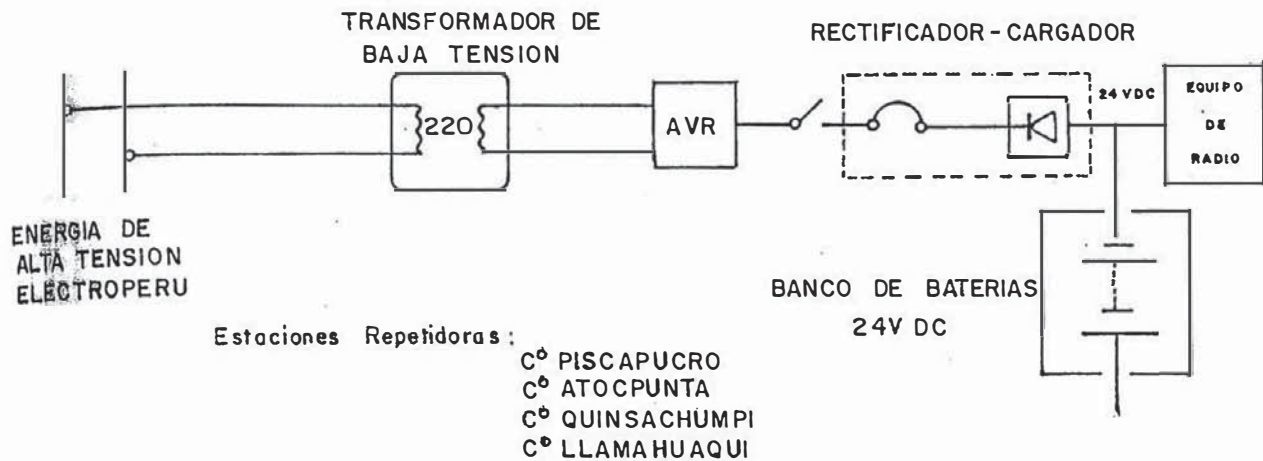 TRANSFORMADOR DE
BAJA TENSION
RECTIFICADOR-CARGADOR
220
AVR
24 VDC
EQUIPO
DE
RADIO
ENERGIA DE
ALTA TENSION
ELECTROPERU
BANCO DE BATERIAS
24V DC
Estaciones Repetidoras:
Cº PISCAPUCRO
Cº ATOCPUNTA
Cº QUINSACHUMPI
Cº LLAMAHUAQUI